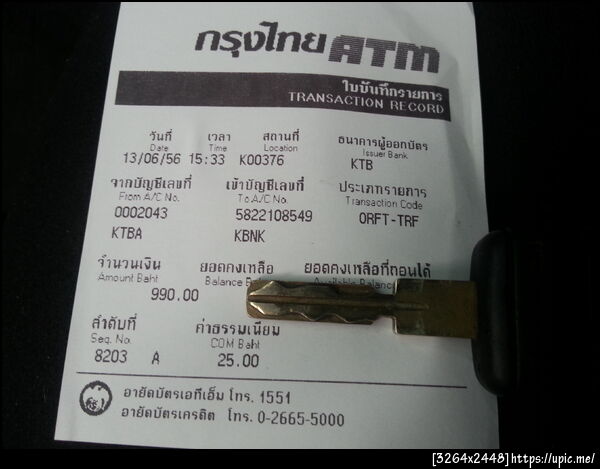 กรุงไทย ATM
ใบบันทึกรายการ
TRANSACTION RECORD
วันที่ เวลา สถานที่ ธนาคารผู้ออกบัตร
Date Time Location Issuer Bank
13/06/56 15:33 K00376 KTB
จากบัญชีเลขที่ เข้าบัญชีเลขที่ ประเภทรายการ
From A/C No. To A/C No. Transaction Code
0002043 5822108549 ORFT-TRF
KTBA KBNK
จำนวนเงิน ยอดคงเหลือ ยอดคงเหลือที่ถอนได้
Amount Baht Balance Available Balance
990.00
ลำดับที่ ค่าธรรมเนียม
Seq. No. COM Baht
8203 A 25.00
อายัดบัตรเอทีเอ็ม โทร. 1551
อายัดบัตรเครดิต โทร. 0-2665-5000
[3264x2448]https://upic.me/